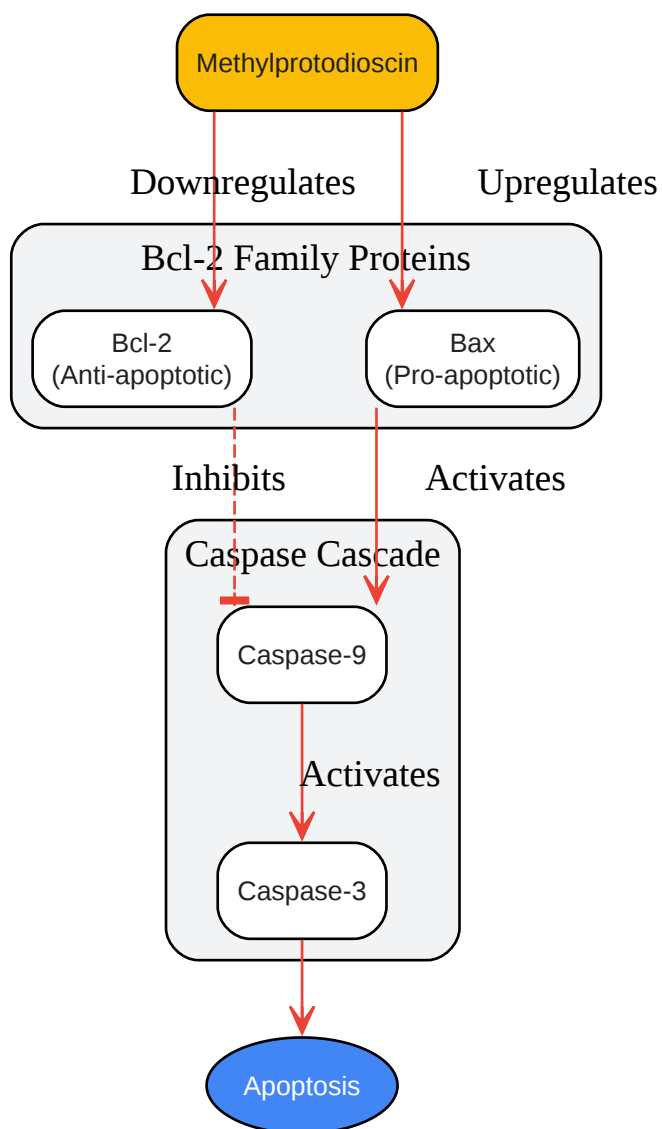 Methylprotodioscin
Downregulates
Upregulates
Bcl-2 Family Proteins
Bcl-2
(Anti-apoptotic)
Bax
(Pro-apoptotic)
Inhibits
Activates
Caspase Cascade
Caspase-9
Activates
Caspase-3
Apoptosis